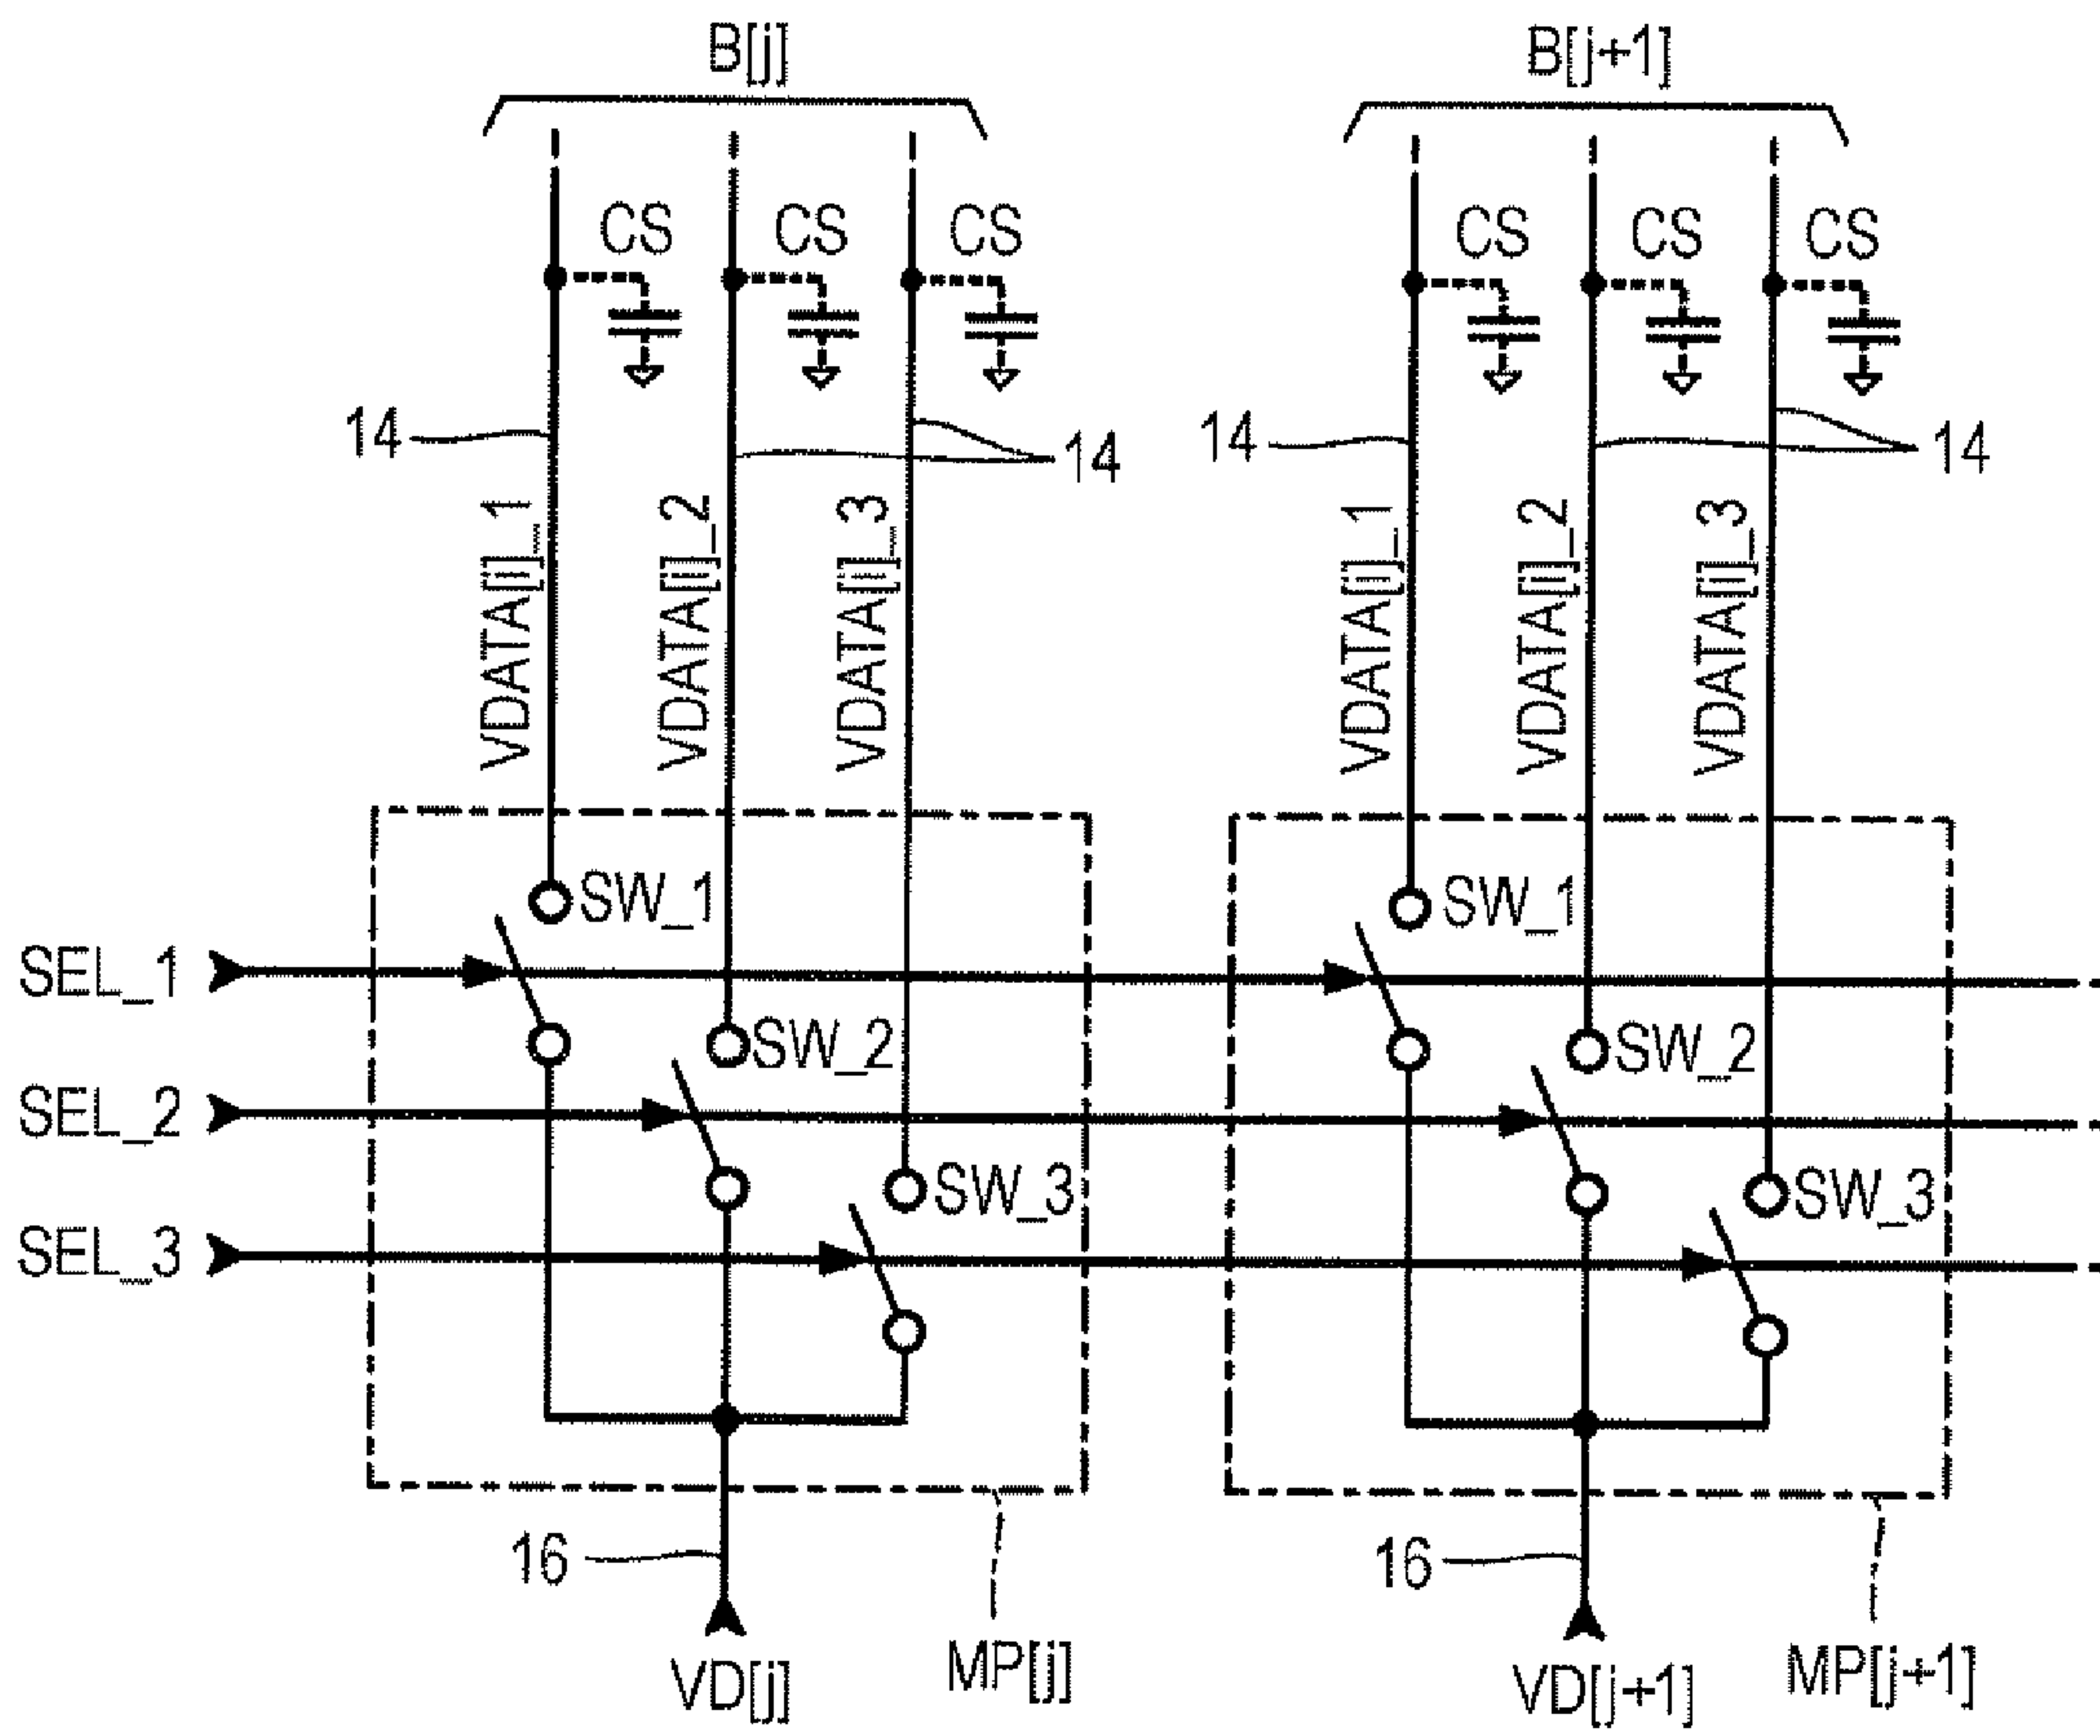 B[j] B[j+1]
CS CS CS CS CS CS
14 14 14 14
VDATA[i]_1 VDATA[i]_2 VDATA[i]_3 VDATA[i]_1 VDATA[i]_2 VDATA[i]_3
SW_1 SW_1
SEL_1
SW_2 SW_2
SEL_2
SW_3 SW_3
SEL_3
16 16
VD[j] MP[j] VD[j+1] MP[j+1]